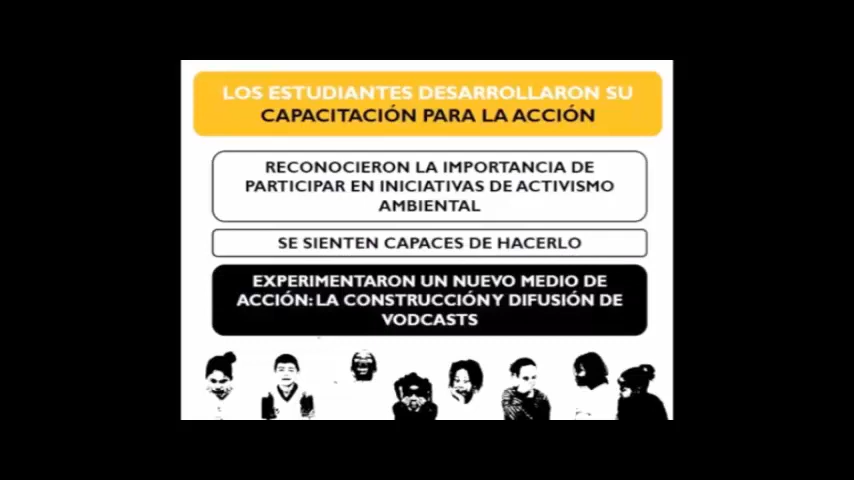 LOS ESTUDIANTES DESARROLLARON SU
CAPACITACIÓN PARA LA ACCIÓN
RECONOCIERON LA IMPORTANCIA DE
PARTICIPAR EN INICIATIVAS DE ACTIVISMO
AMBIENTAL
SE SIENTEN CAPACES DE HACERLO
EXPERIMENTARON UN NUEVO MEDIO DE
ACCIÓN: LA CONSTRUCCIÓN Y DIFUSIÓN DE
VODCASTS